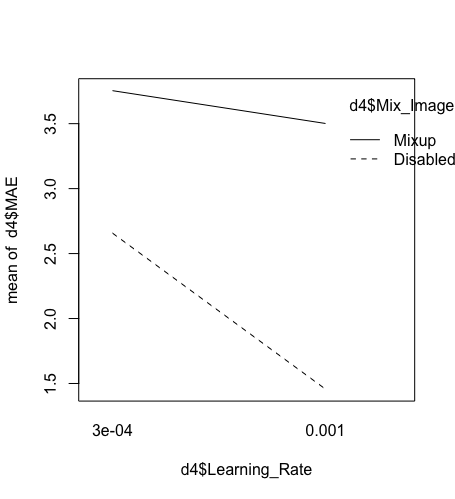 d4$Mix_Image
Mixup
Disabled
mean of  d4$MAE
3.5
3.0
2.5
2.0
1.5
3e-04
0.001
d4$Learning_Rate